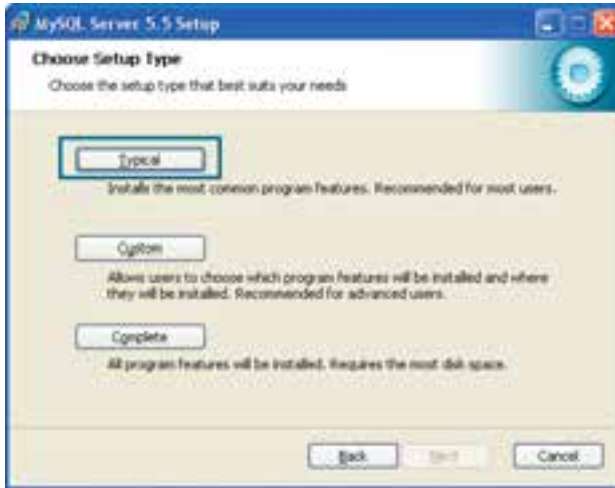 MySQL Server 5.5 Setup
Choose Setup Type
Choose the setup type that best suits your needs
Typical
Installs the most common program features. Recommended for most users.
Custom
Allows users to choose which program features will be installed and where
they will be installed. Recommended for advanced users.
Complete
All program features will be installed. Requires the most disk space.
Back
Next
Cancel